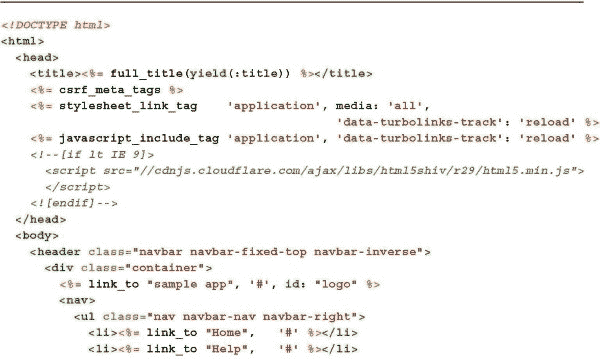 <!DOCTYPE html>
<html>
  <head>
    <title><%= full_title(yield(:title)) %></title>
    <%= csrf_meta_tags %>
    <%= stylesheet_link_tag    'application', media: 'all',
                                              'data-turbolinks-track': 'reload' %>
    <%= javascript_include_tag 'application', 'data-turbolinks-track': 'reload' %>
    <!--[if lt IE 9]>
      <script src="//cdnjs.cloudflare.com/ajax/libs/html5shiv/r29/html5.min.js">
      </script>
    <![endif]-->
  </head>
  <body>
    <header class="navbar navbar-fixed-top navbar-inverse">
      <div class="container">
        <%= link_to "sample app", '#', id: "logo" %>
        <nav>
          <ul class="nav navbar-nav navbar-right">
            <li><%= link_to "Home",   '#' %></li>
            <li><%= link_to "Help",   '#' %></li>